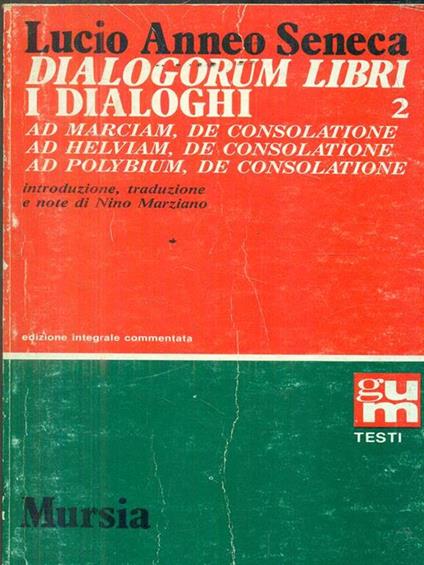 Lucio Anneo Seneca
DIALOGORUM LIBRI
I DIALOGHI 2
AD MARCIAM, DE CONSOLATIONE
AD HELVIAM, DE CONSOLATIONE
AD POLYBIUM, DE CONSOLATIONE
introduzione, traduzione
e note di Nino Marziano
edizione integrale commentata
gum
TESTI
Mursia